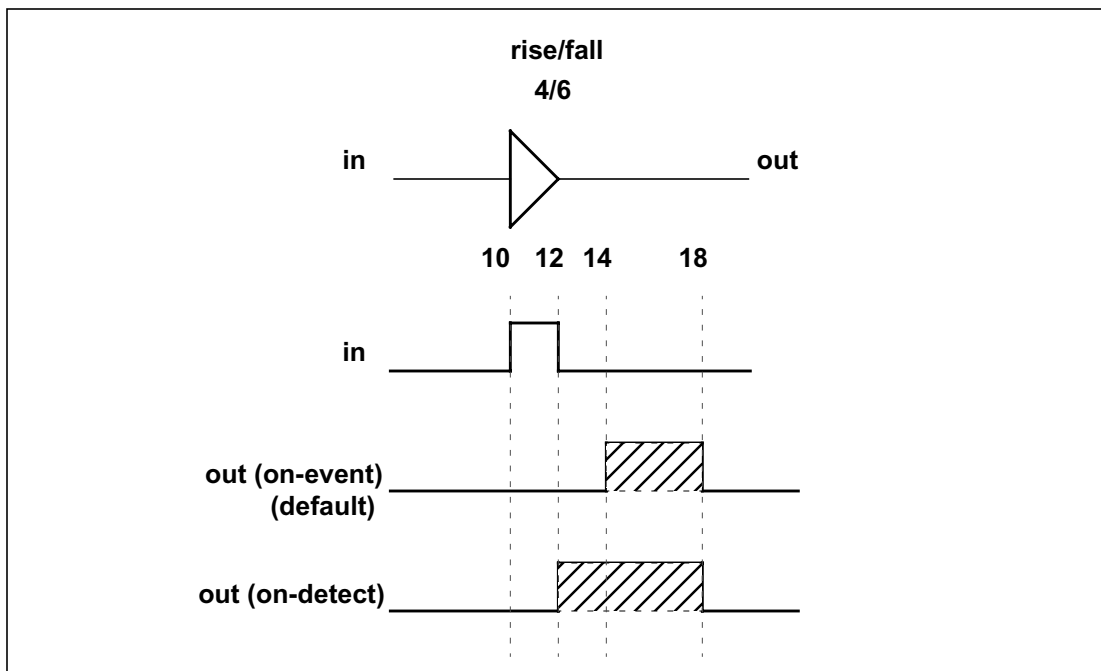 rise/fall
4/6
in
out
10 12 14 18
in
out (on-event)
(default)
out (on-detect)